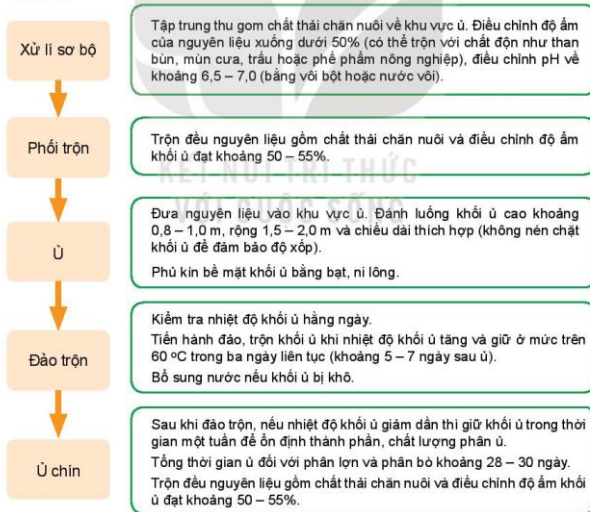 Xử lí sơ bộ
Tập trung thu gom chất thải chăn nuôi về khu vực ủ. Điều chỉnh độ ẩm
của nguyên liệu xuống dưới 50% (có thể trộn với chất độn như than
bùn, mùn cưa, trấu hoặc phế phẩm nông nghiệp), điều chỉnh pH về
khoảng 6,5 – 7,0 (bằng vôi bột hoặc nước vôi).
Phối trộn
Trộn đều nguyên liệu gồm chất thải chăn nuôi và điều chỉnh độ ẩm
khối ủ đạt khoảng 50 – 55%.
KẾT NỐI TRI THỨC
VỚI CUỘC SỐNG
Ủ
Đưa nguyên liệu vào khu vực ủ. Đánh luống khối ủ cao khoảng
0,8 – 1,0 m, rộng 1,5 – 2,0 m và chiều dài thích hợp (không nén chặt
khối ủ để đảm bảo độ xốp).
Phủ kín bề mặt khối ủ bằng bạt, ni lông.
Đảo trộn
Kiểm tra nhiệt độ khối ủ hằng ngày.
Tiến hành đảo, trộn khối ủ khi nhiệt độ khối ủ tăng và giữ ở mức trên
60 ºC trong ba ngày liên tục (khoảng 5 – 7 ngày sau ủ).
Bổ sung nước nếu khối ủ bị khô.
Ủ chín
Sau khi đảo trộn, nếu nhiệt độ khối ủ giảm dần thì giữ khối ủ trong thời
gian một tuần để ổn định thành phần, chất lượng phân ủ.
Tổng thời gian ủ đối với phân lợn và phân bò khoảng 28 – 30 ngày.
Trộn đều nguyên liệu gồm chất thải chăn nuôi và điều chỉnh độ ẩm khối
ủ đạt khoảng 50 – 55%.